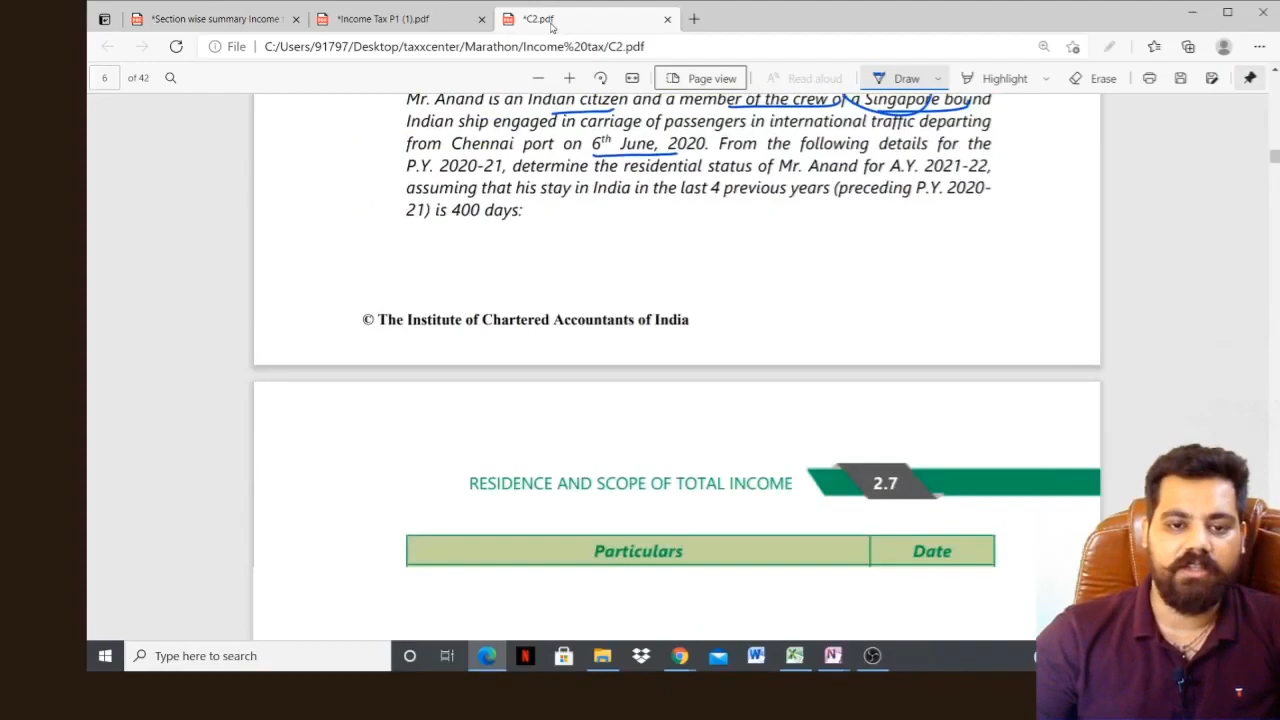 *Section wise summary Income
*Income Tax P1 (1).pdf
*C2.pdf
File
C:/Users/91797/Desktop/taxxcenter/Marathon/Income%20tax/C2.pdf
6 of 42
Page view
Read aloud
Draw
Highlight
Erase
Mr. Anand is an Indian citizen and a member of the crew of a Singapore bound
Indian ship engaged in carriage of passengers in international traffic departing
from Chennai port on 6th June, 2020. From the following details for the
P.Y. 2020-21, determine the residential status of Mr. Anand for A.Y. 2021-22,
assuming that his stay in India in the last 4 previous years (preceding P.Y. 2020-
21) is 400 days:
© The Institute of Chartered Accountants of India
RESIDENCE AND SCOPE OF TOTAL INCOME
2.7
Particulars
Date
Type here to search